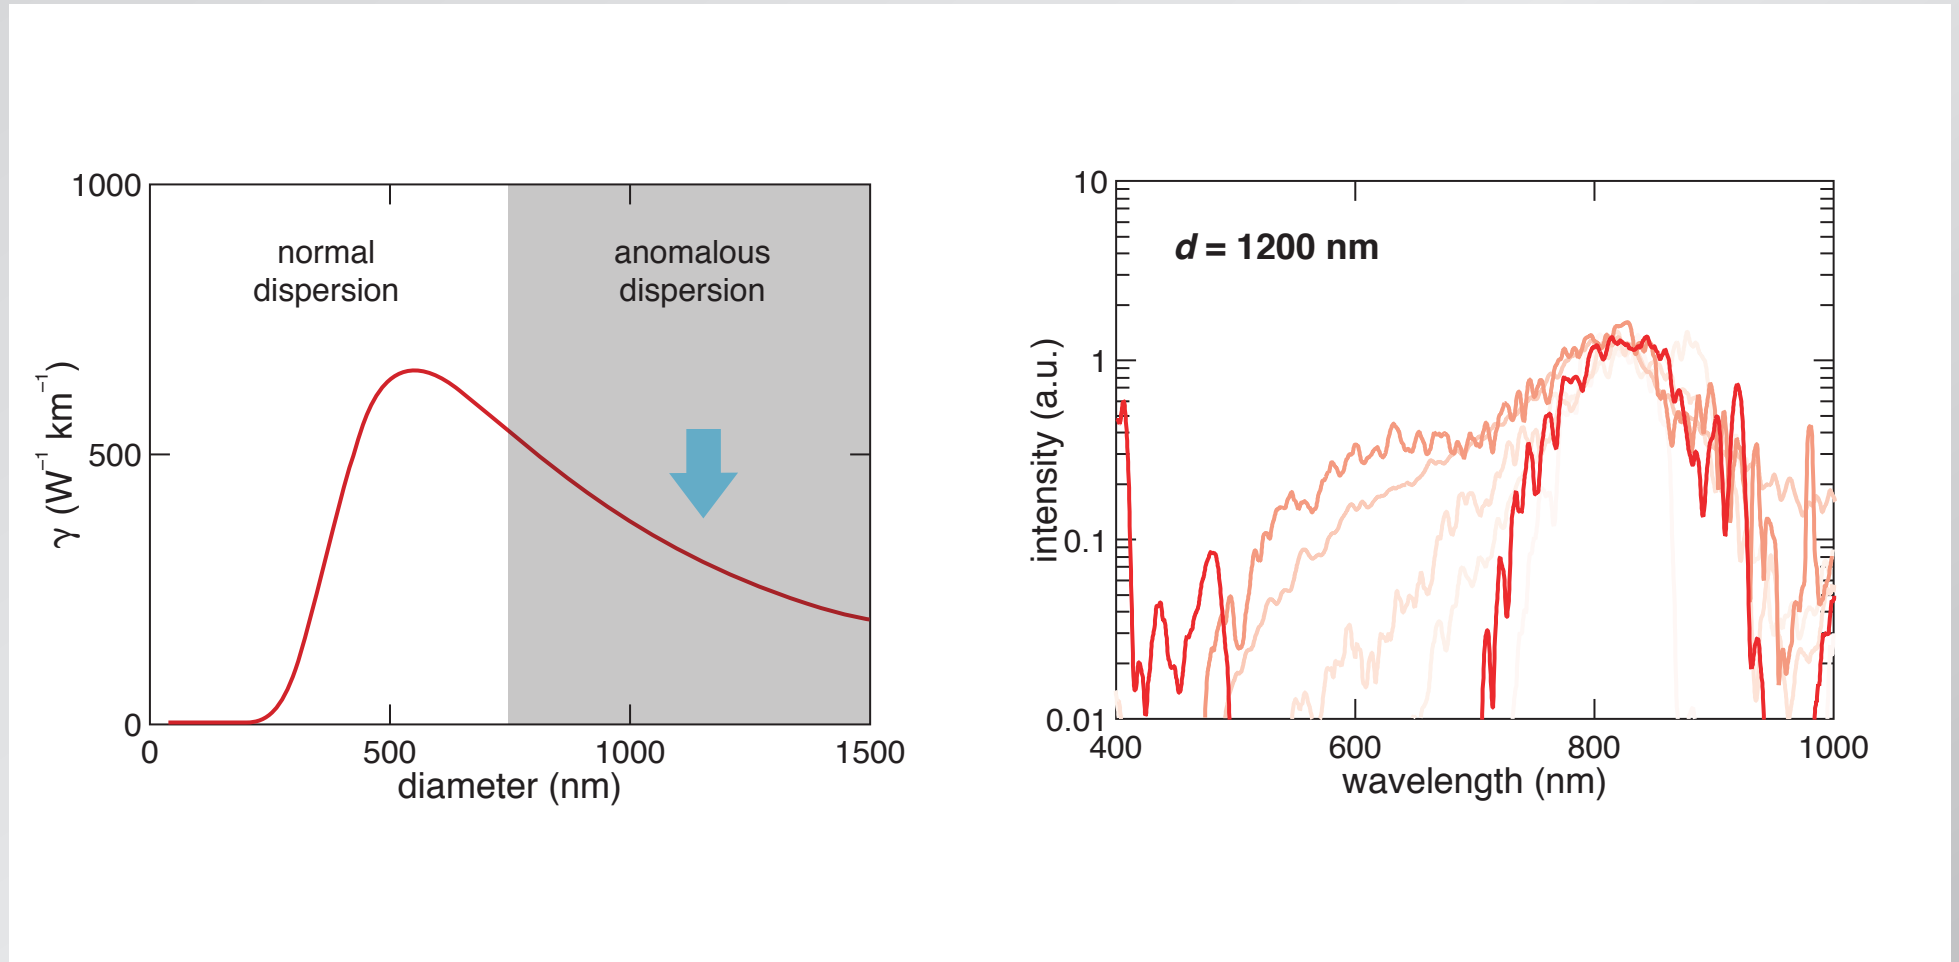 1000
500
0
0
500
1000
1500
γ (W⁻¹ km⁻¹)
diameter (nm)
normal
dispersion
anomalous
dispersion
10
1
0.1
0.01
400
600
800
1000
intensity (a.u.)
wavelength (nm)
d = 1200 nm